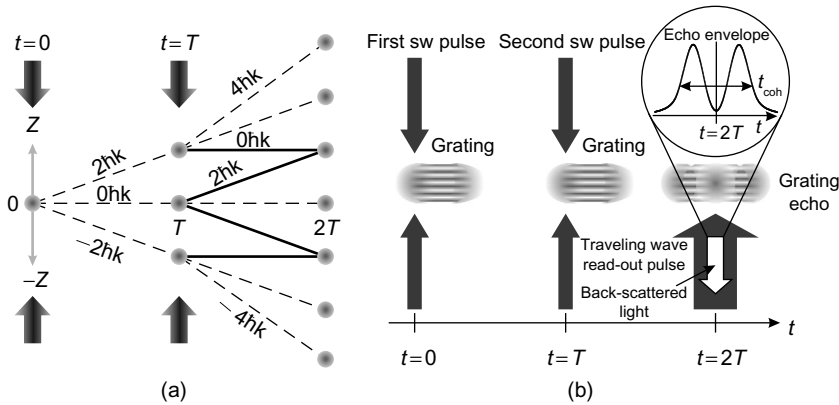 t=0
t=T
Z
0
−Z
2ħk
0ħk
−2ħk
T
4ħk
0ħk
2ħk
2T
−4ħk
(a)
First sw pulse
Second sw pulse
Echo envelope
t_coh
t=2T
t
Grating
Grating
Grating
echo
Traveling wave
read-out pulse
Back-scattered
light
t
t=0
t=T
t=2T
(b)